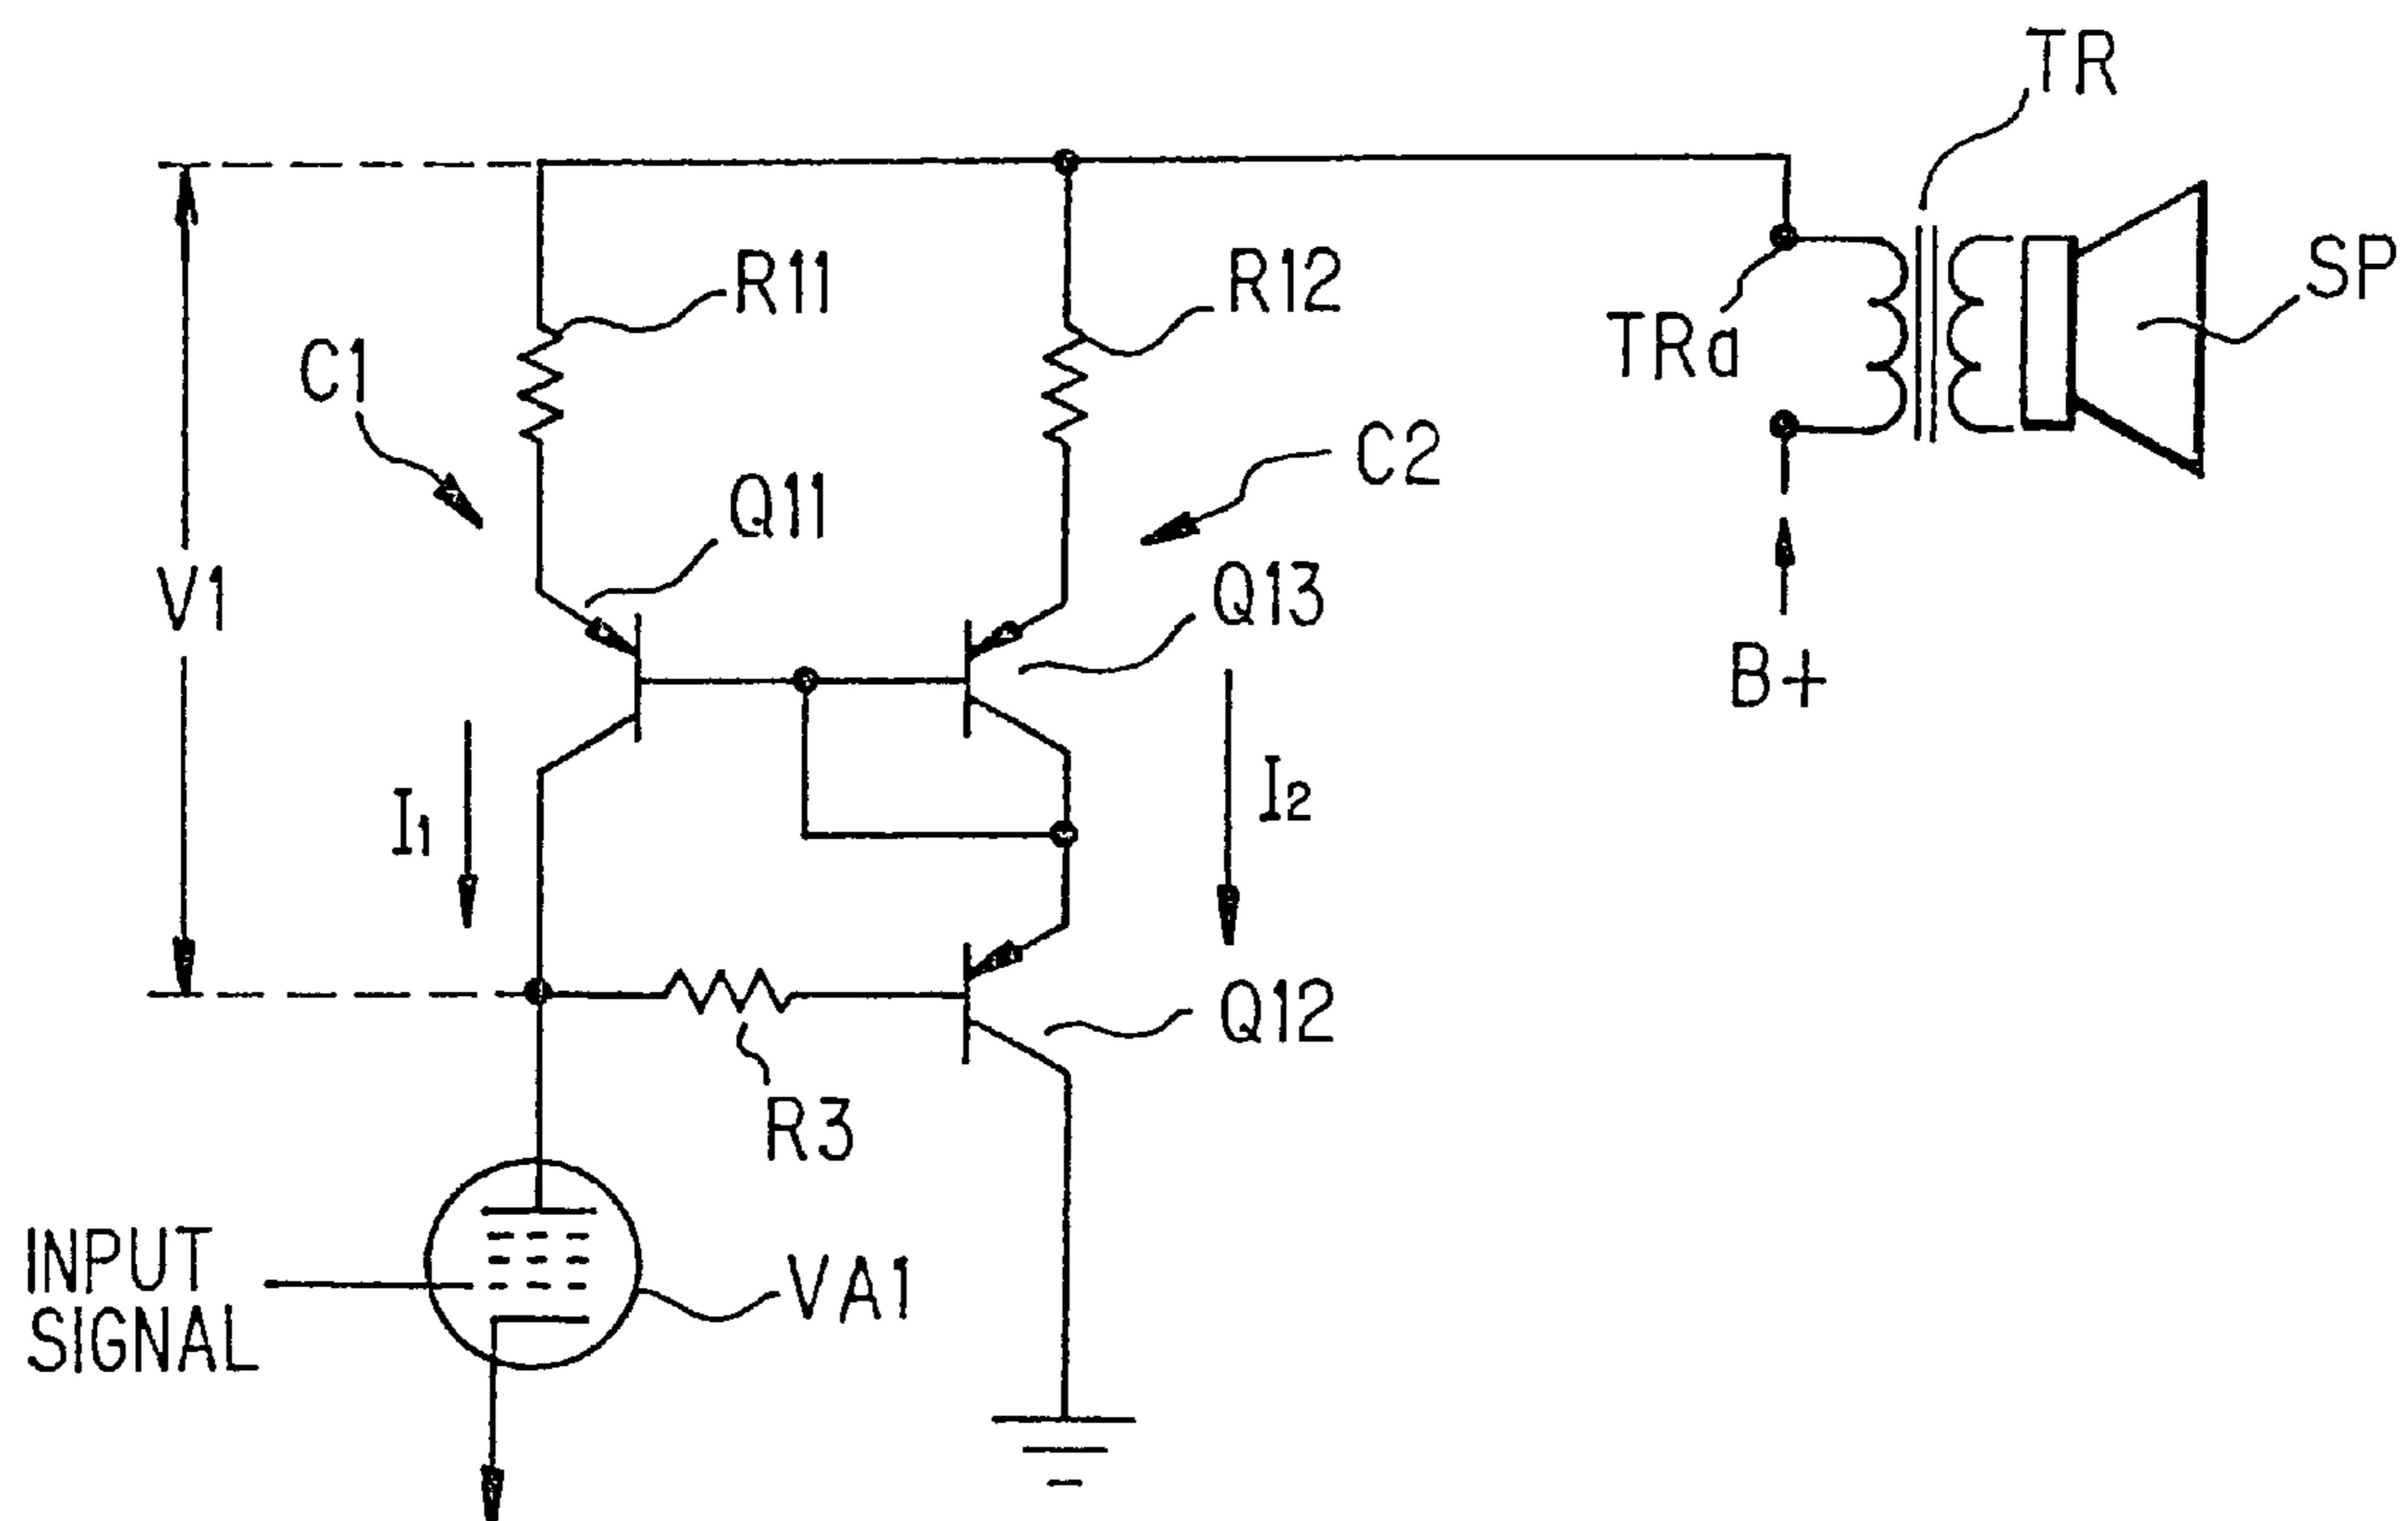 TR
R11
R12
SP
TRa
C1
C2
Q11
V1
Q13
B+
I1
I2
Q12
R3
INPUT
SIGNAL
VA1